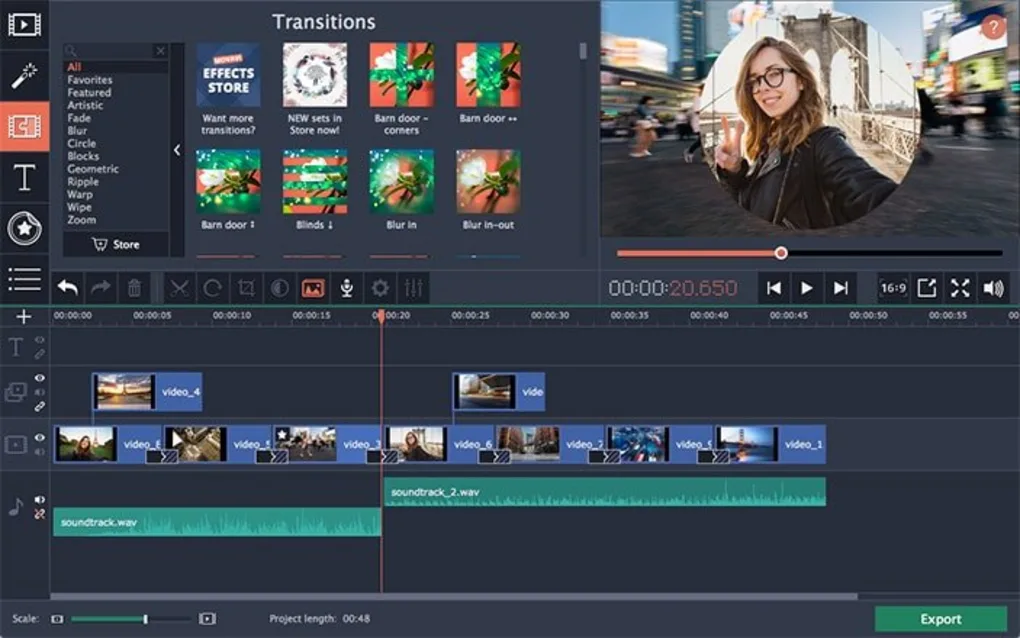 Transitions
All
Favorites
Featured
Artistic
Fade
Blur
Circle
Blocks
Geometric
Ripple
Warp
Wipe
Zoom
Store
MOVAVI
EFFECTS
STORE
Want more
transitions?
NEW sets in
Store now!
Barn door -
corners
Barn door ↔
Barn door ↕
Blinds ↓
Blur in
Blur in-out
?
00:00:20.650
16:9
00:00:00
00:00:05
00:00:10
00:00:15
00:00:20
00:00:25
00:00:30
00:00:35
00:00:40
00:00:45
00:00:50
00:00:55
00
T
video_4
vide
video_8
video_5
video_3
video_6
video_2
video_9
video_1
soundtrack_2.wav
soundtrack.wav
Scale:
Project length: 00:48
Export